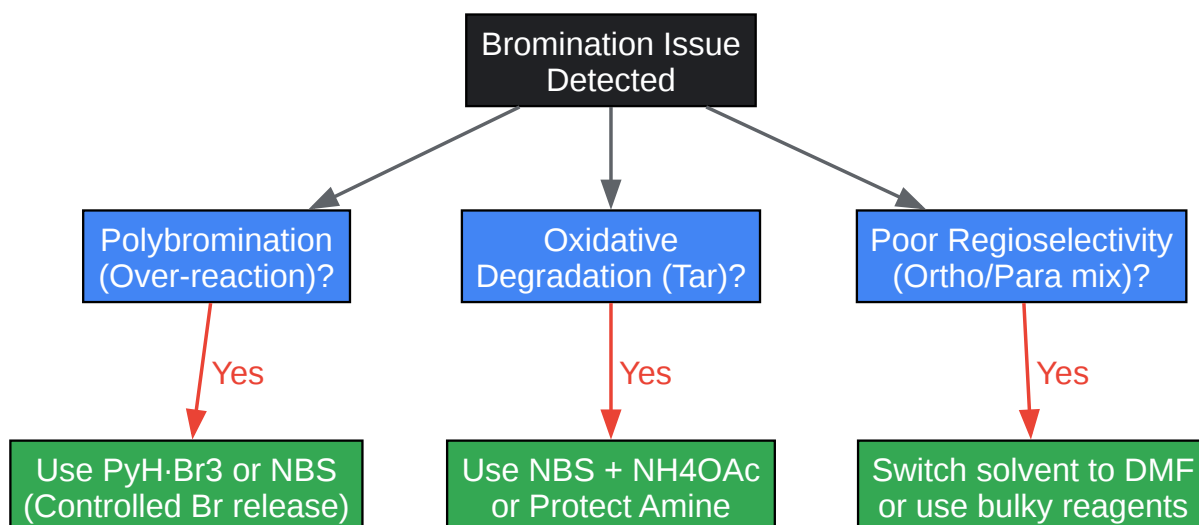 Bromination Issue
Detected
Polybromination
(Over-reaction)?
Oxidative
Degradation (Tar)?
Poor Regioselectivity
(Ortho/Para mix)?
Yes
Yes
Yes
Use PyH·Br3 or NBS
(Controlled Br release)
Use NBS + NH4OAc
or Protect Amine
Switch solvent to DMF
or use bulky reagents